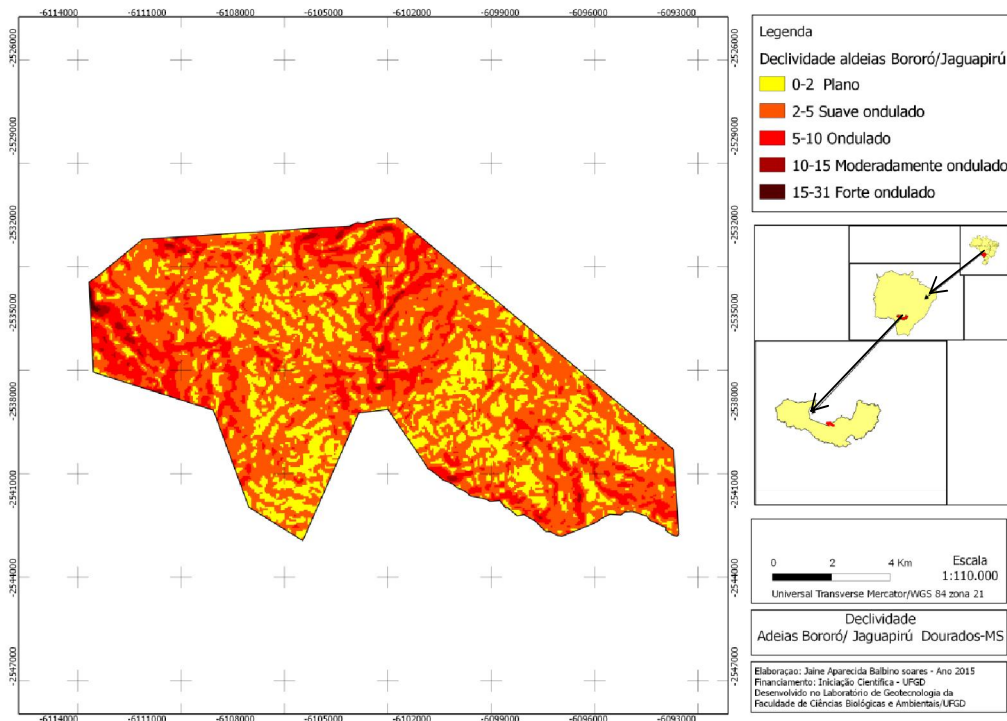 -6114000 -6111000 -6108000 -6105000 -6102000 -6099000 -6096000 -6093000
-2526000
-2529000
-2532000
-2535000
-2538000
-2541000
-2544000
-2547000
-2526000
-2529000
-2532000
-2535000
-2538000
-2541000
-2544000
-2547000
-6114000 -6111000 -6108000 -6105000 -6102000 -6099000 -6096000 -6093000
Legenda
Declividade aldeias Bororó/Jaguapirú
0-2 Plano
2-5 Suave ondulado
5-10 Ondulado
10-15 Moderadamente ondulado
15-31 Forte ondulado
0 2 4 Km
Escala
1:110.000
Universal Transverse Mercator/WGS 84 zona 21
Declividade
Adeias Bororó/ Jaguapirú Dourados-MS
Elaboraçao: Jaine Aparecida Balbino soares - Ano 2015
Financiamento: Iniciação Cientifica - UFGD
Desenvolvido no Laboratório de Geotecnologia da
Faculdade de Ciências Biológicas e Ambientais/UFGD